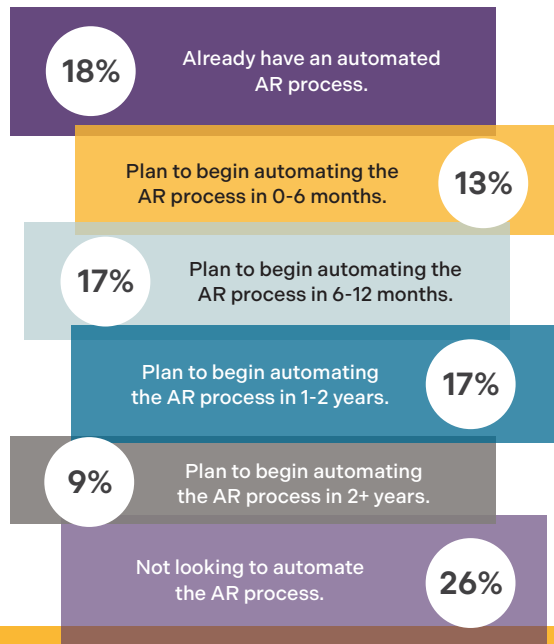 18%
Already have an automated
AR process.
Plan to begin automating the
AR process in 0-6 months.
13%
17%
Plan to begin automating the
AR process in 6-12 months.
Plan to begin automating
the AR process in 1-2 years.
17%
9%
Plan to begin automating
the AR process in 2+ years.
Not looking to automate
the AR process.
26%